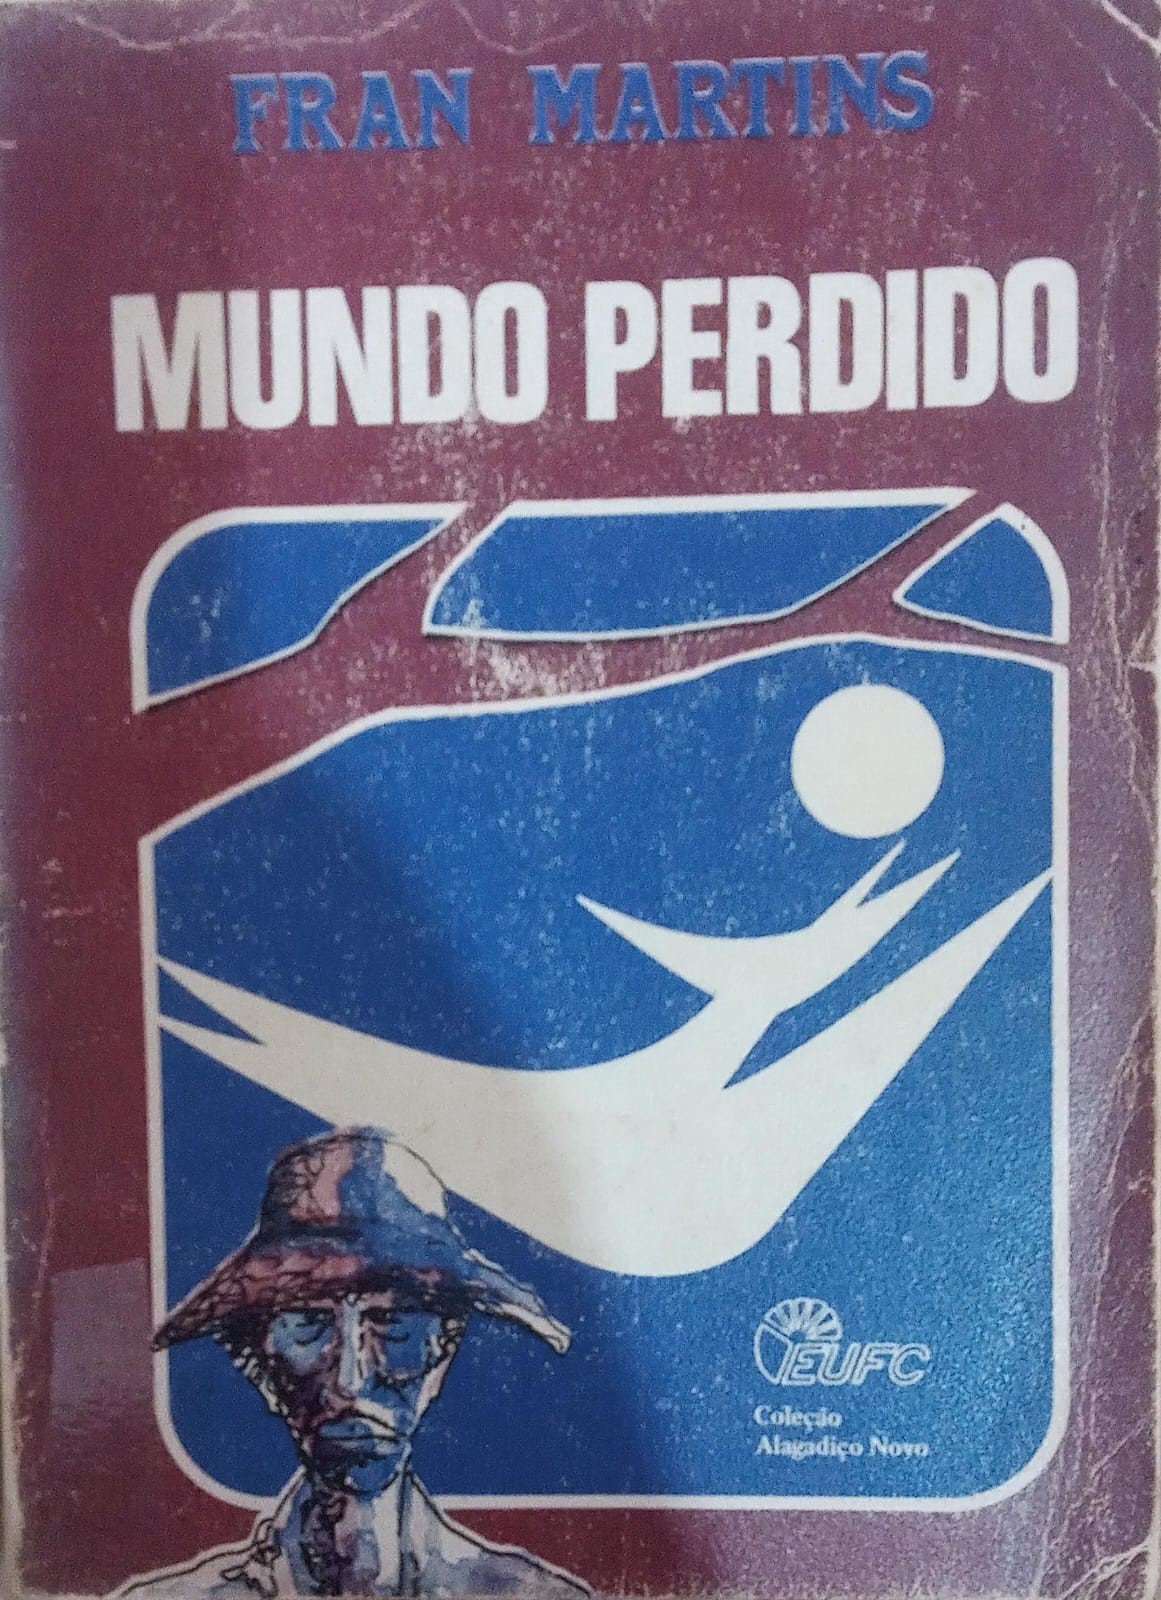 FRAN MARTINS
MUNDO PERDIDO
EUFC
Coleção
Alagadiço Novo